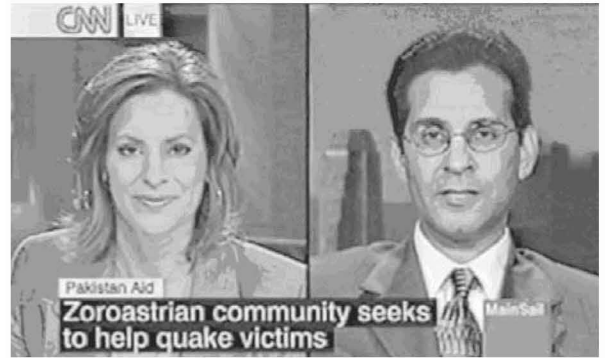 CNN LIVE
Pakistan Aid
Zoroastrian community seeks
to help quake victims
MainSail